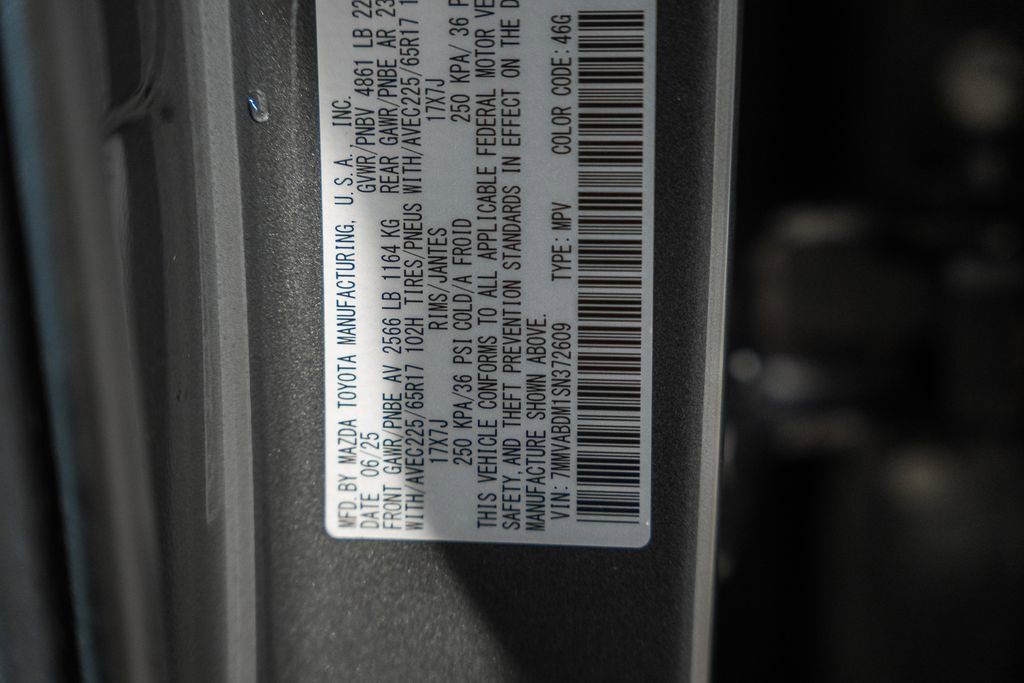 MFD. BY MAZDA TOYOTA MANUFACTURING, U.S.A., INC.
DATE 06/25 GVWR/PNBV 4861 LB 22
FRONT GAWR/PNBE AV 2566 LB 1164 KG REAR GAWR/PNBE AR 23
WITH/AVEC225/65R17 102H TIRES/PNEUS WITH/AVEC225/65R17 1
17X7J RIMS/JANTES 17X7J
250 KPA/36 PSI COLD/A FROID 250 KPA/ 36 P
THIS VEHICLE CONFORMS TO ALL APPLICABLE FEDERAL MOTOR VE
SAFETY, AND THEFT PREVENTION STANDARDS IN EFFECT ON THE D
MANUFACTURE SHOWN ABOVE.
VIN: 7MMVABDM1SN372609 TYPE: MPV COLOR CODE: 46G